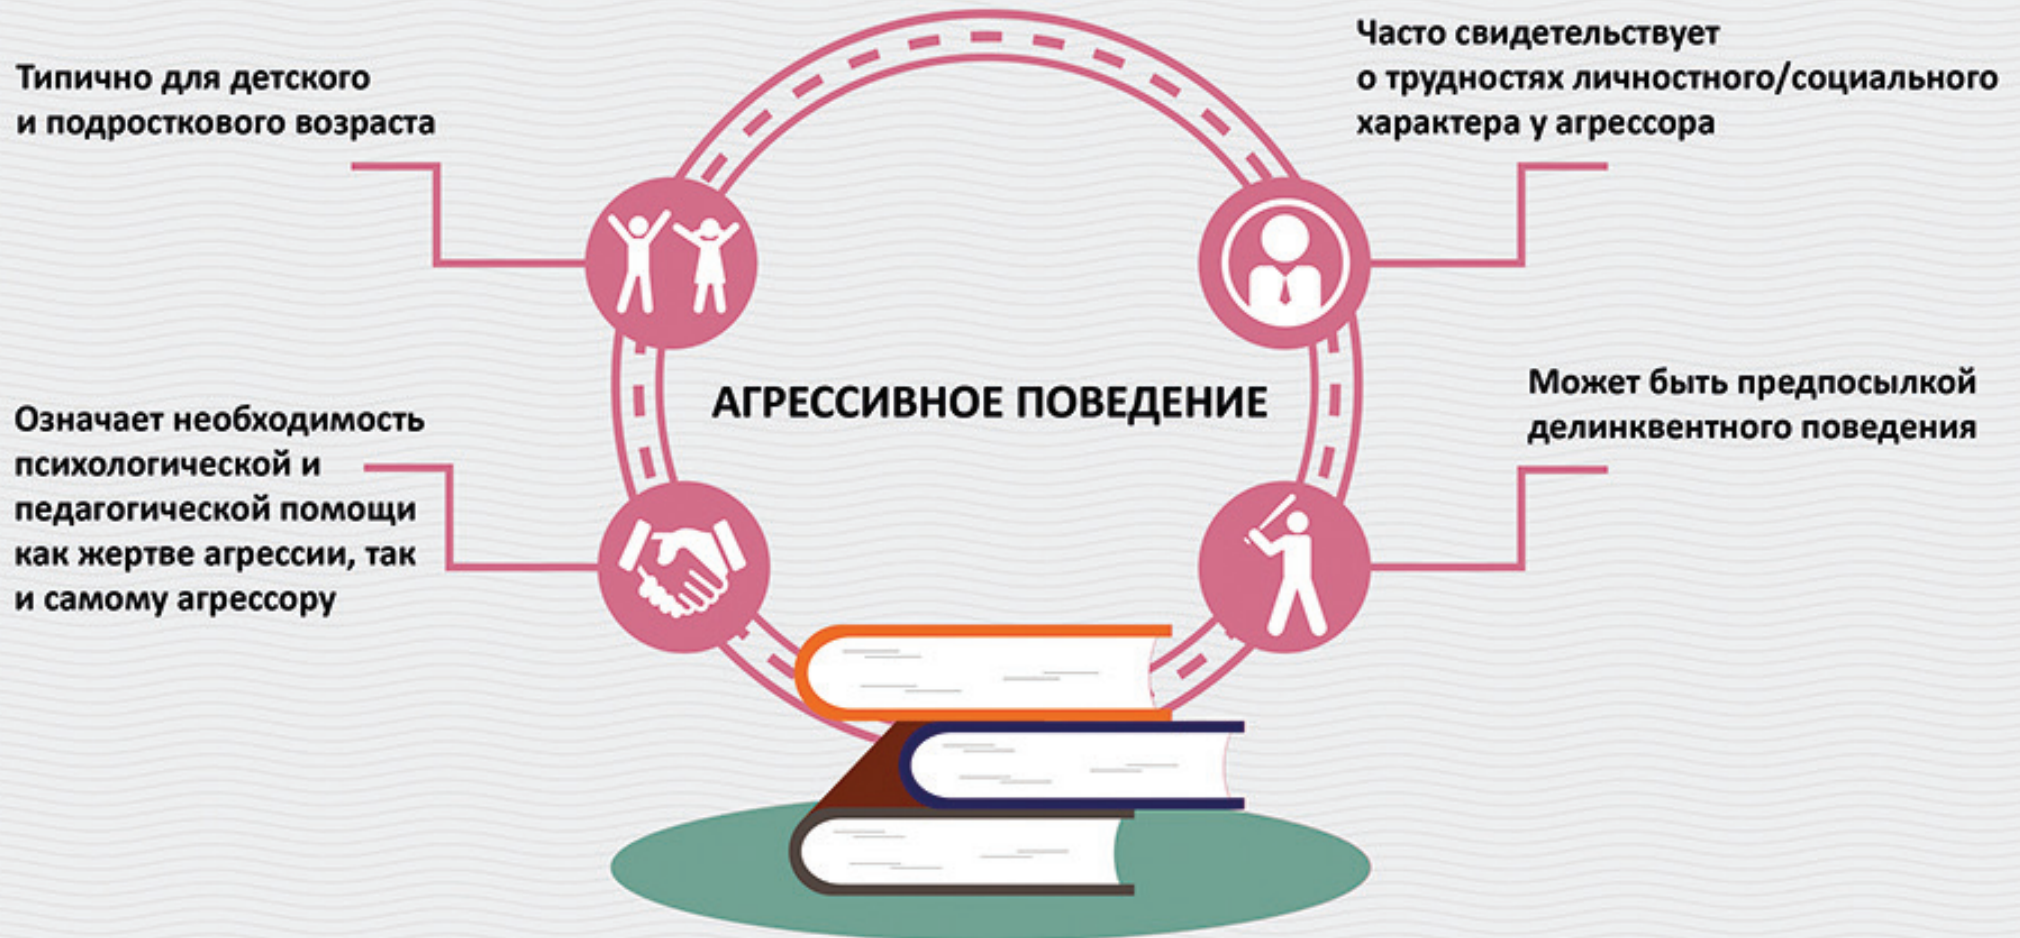 Типично для детского
и подросткового возраста
Часто свидетельствует
о трудностях личностного/социального
характера у агрессора
АГРЕССИВНОЕ ПОВЕДЕНИЕ
Означает необходимость
психологической и
педагогической помощи
как жертве агрессии, так
и самому агрессору
Может быть предпосылкой
делинквентного поведения